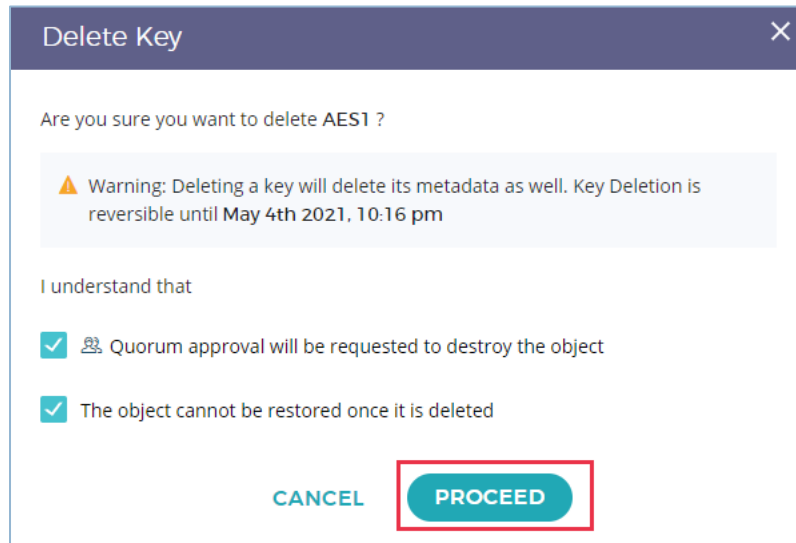 Delete Key
Are you sure you want to delete AES1 ?
Warning: Deleting a key will delete its metadata as well. Key Deletion is
reversible until May 4th 2021, 10:16 pm
I understand that
Quorum approval will be requested to destroy the object
The object cannot be restored once it is deleted
CANCEL PROCEED